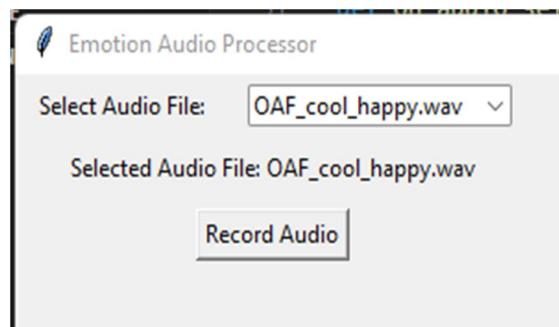 Emotion Audio Processor
Select Audio File: OAF_cool_happy.wav
Selected Audio File: OAF_cool_happy.wav
Record Audio